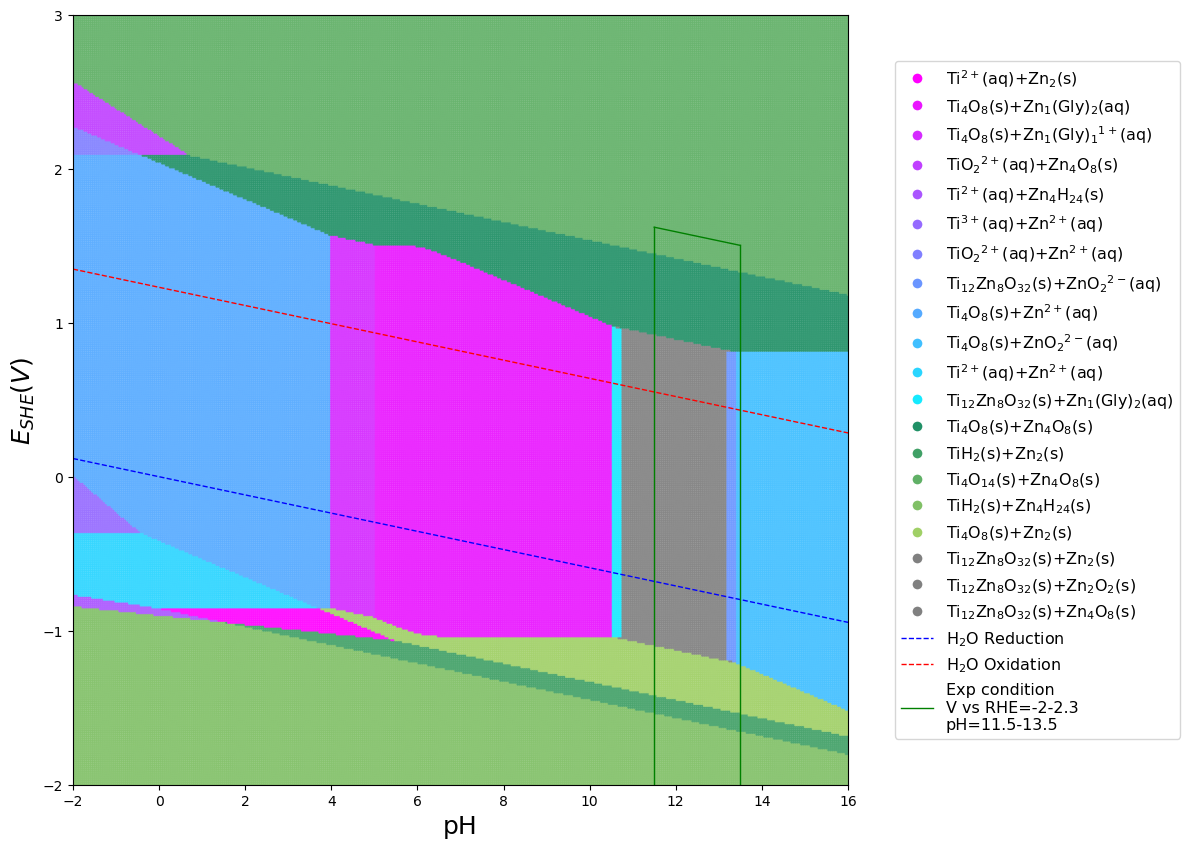 3
2
1
0
−1
−2
E_{SHE}(V)
−2 0 2 4 6 8 10 12 14 16
pH
Ti²⁺(aq)+Zn₂(s)
Ti₄O₈(s)+Zn₁(Gly)₂(aq)
Ti₄O₈(s)+Zn₁(Gly)₁¹⁺(aq)
TiO₂²⁺(aq)+Zn₄O₈(s)
Ti²⁺(aq)+Zn₄H₂₄(s)
Ti³⁺(aq)+Zn²⁺(aq)
TiO₂²⁺(aq)+Zn²⁺(aq)
Ti₁₂Zn₈O₃₂(s)+ZnO₂²⁻(aq)
Ti₄O₈(s)+Zn²⁺(aq)
Ti₄O₈(s)+ZnO₂²⁻(aq)
Ti²⁺(aq)+Zn²⁺(aq)
Ti₁₂Zn₈O₃₂(s)+Zn₁(Gly)₂(aq)
Ti₄O₈(s)+Zn₄O₈(s)
TiH₂(s)+Zn₂(s)
Ti₄O₁₄(s)+Zn₄O₈(s)
TiH₂(s)+Zn₄H₂₄(s)
Ti₄O₈(s)+Zn₂(s)
Ti₁₂Zn₈O₃₂(s)+Zn₂(s)
Ti₁₂Zn₈O₃₂(s)+Zn₂O₂(s)
Ti₁₂Zn₈O₃₂(s)+Zn₄O₈(s)
H₂O Reduction
H₂O Oxidation
Exp condition
V vs RHE=-2-2.3
pH=11.5-13.5